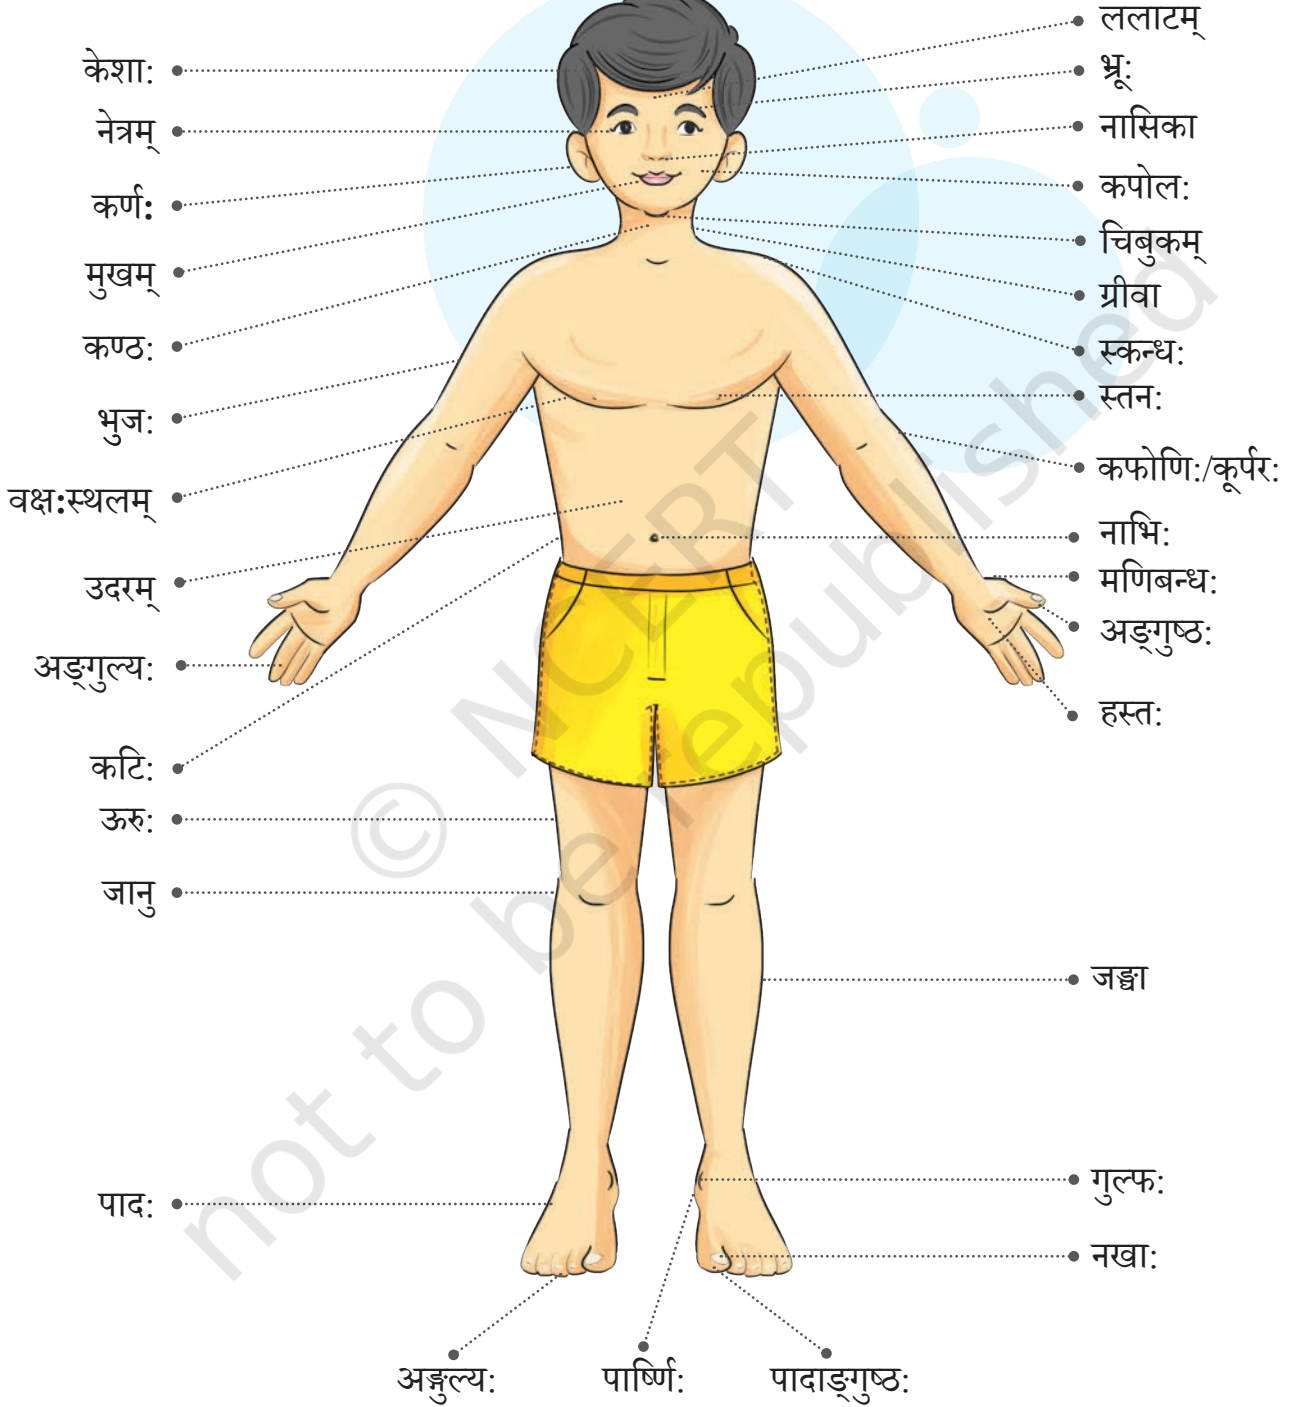 केशाः
नेत्रम्
कर्णः
मुखम्
कण्ठः
भुजः
वक्षःस्थलम्
उदरम्
अङ्गुल्यः
कटिः
ऊरुः
जानु
पादः
ललाटम्
भ्रूः
नासिका
कपोलः
चिबुकम्
ग्रीवा
स्कन्धः
स्तनः
कफोणिः/कूर्परः
नाभिः
मणिबन्धः
अङ्गुष्ठः
हस्तः
जङ्घा
गुल्फः
नखाः
अङ्गुल्यः
पार्ष्णिः
पादाङ्गुष्ठः
© NCERT
not to be republished